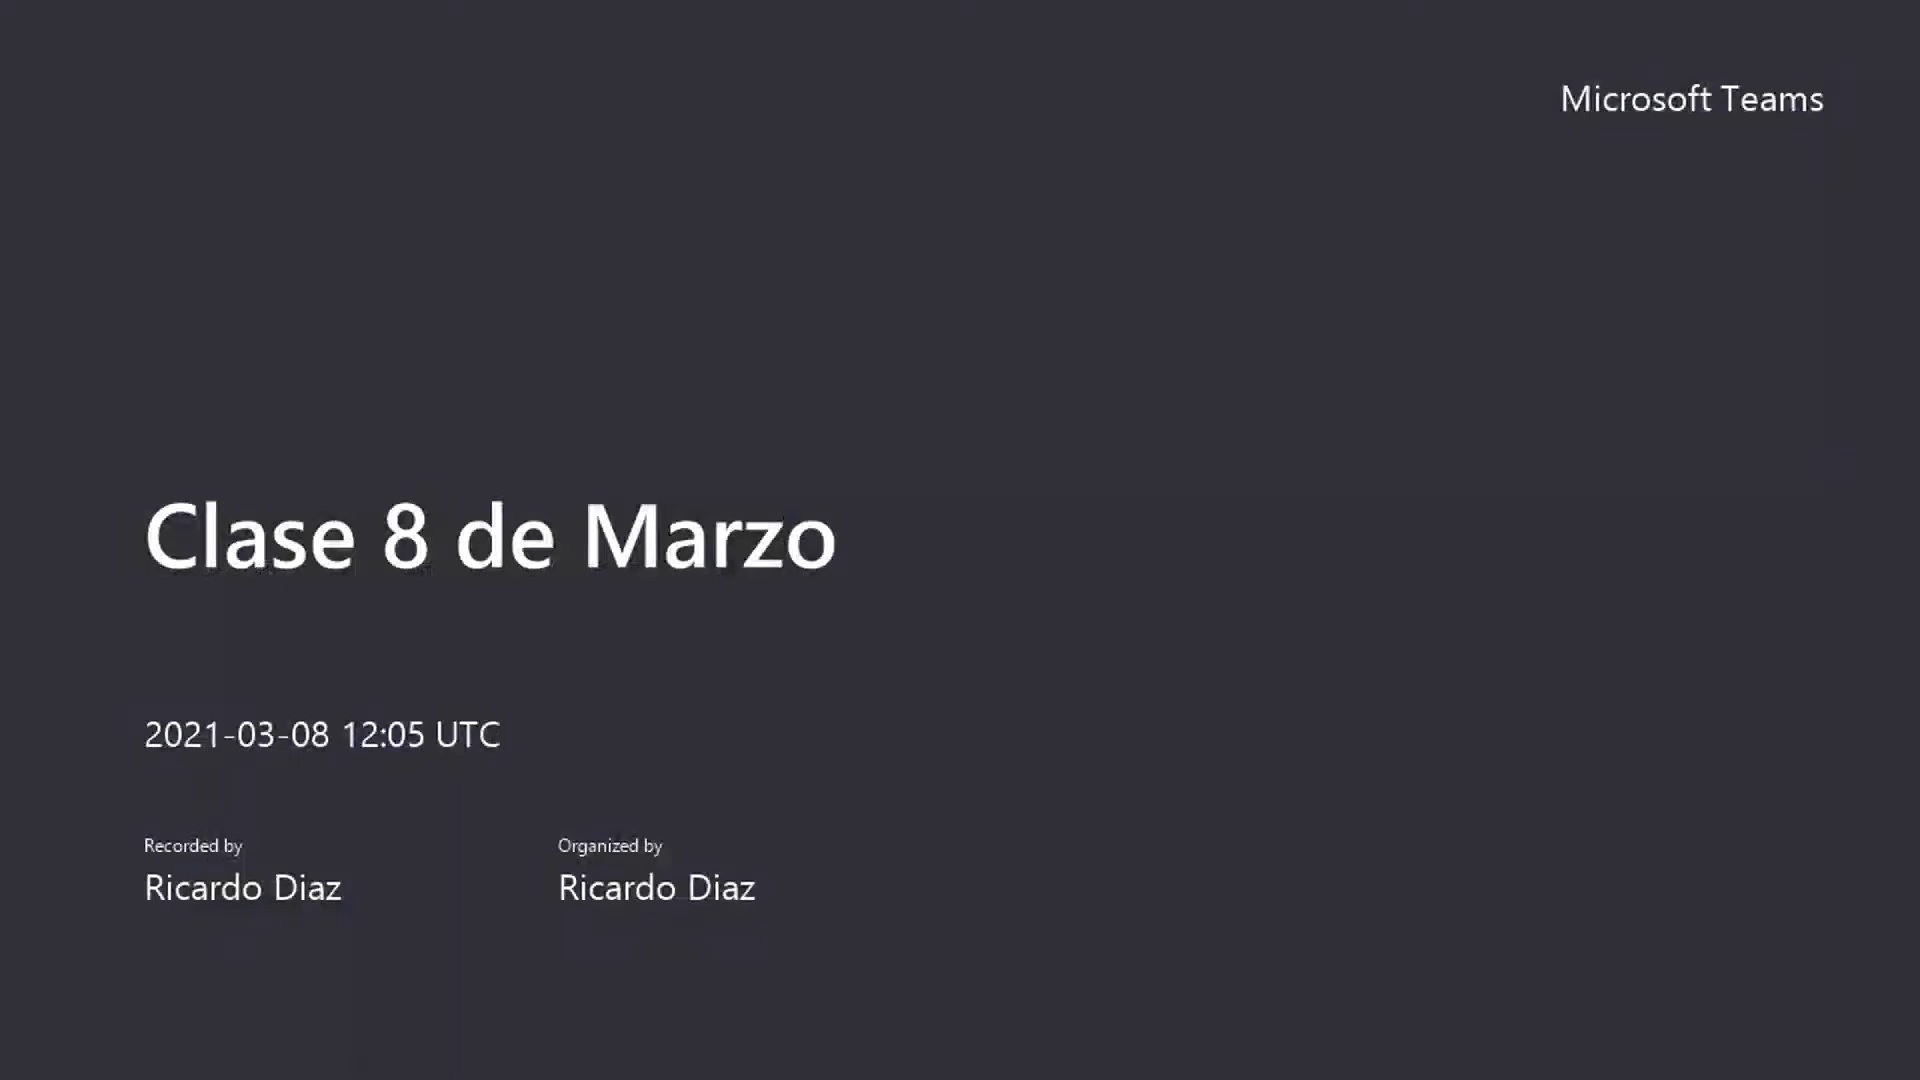 Microsoft Teams
Clase 8 de Marzo
2021-03-08 12:05 UTC
Recorded by
Ricardo Diaz
Organized by
Ricardo Diaz